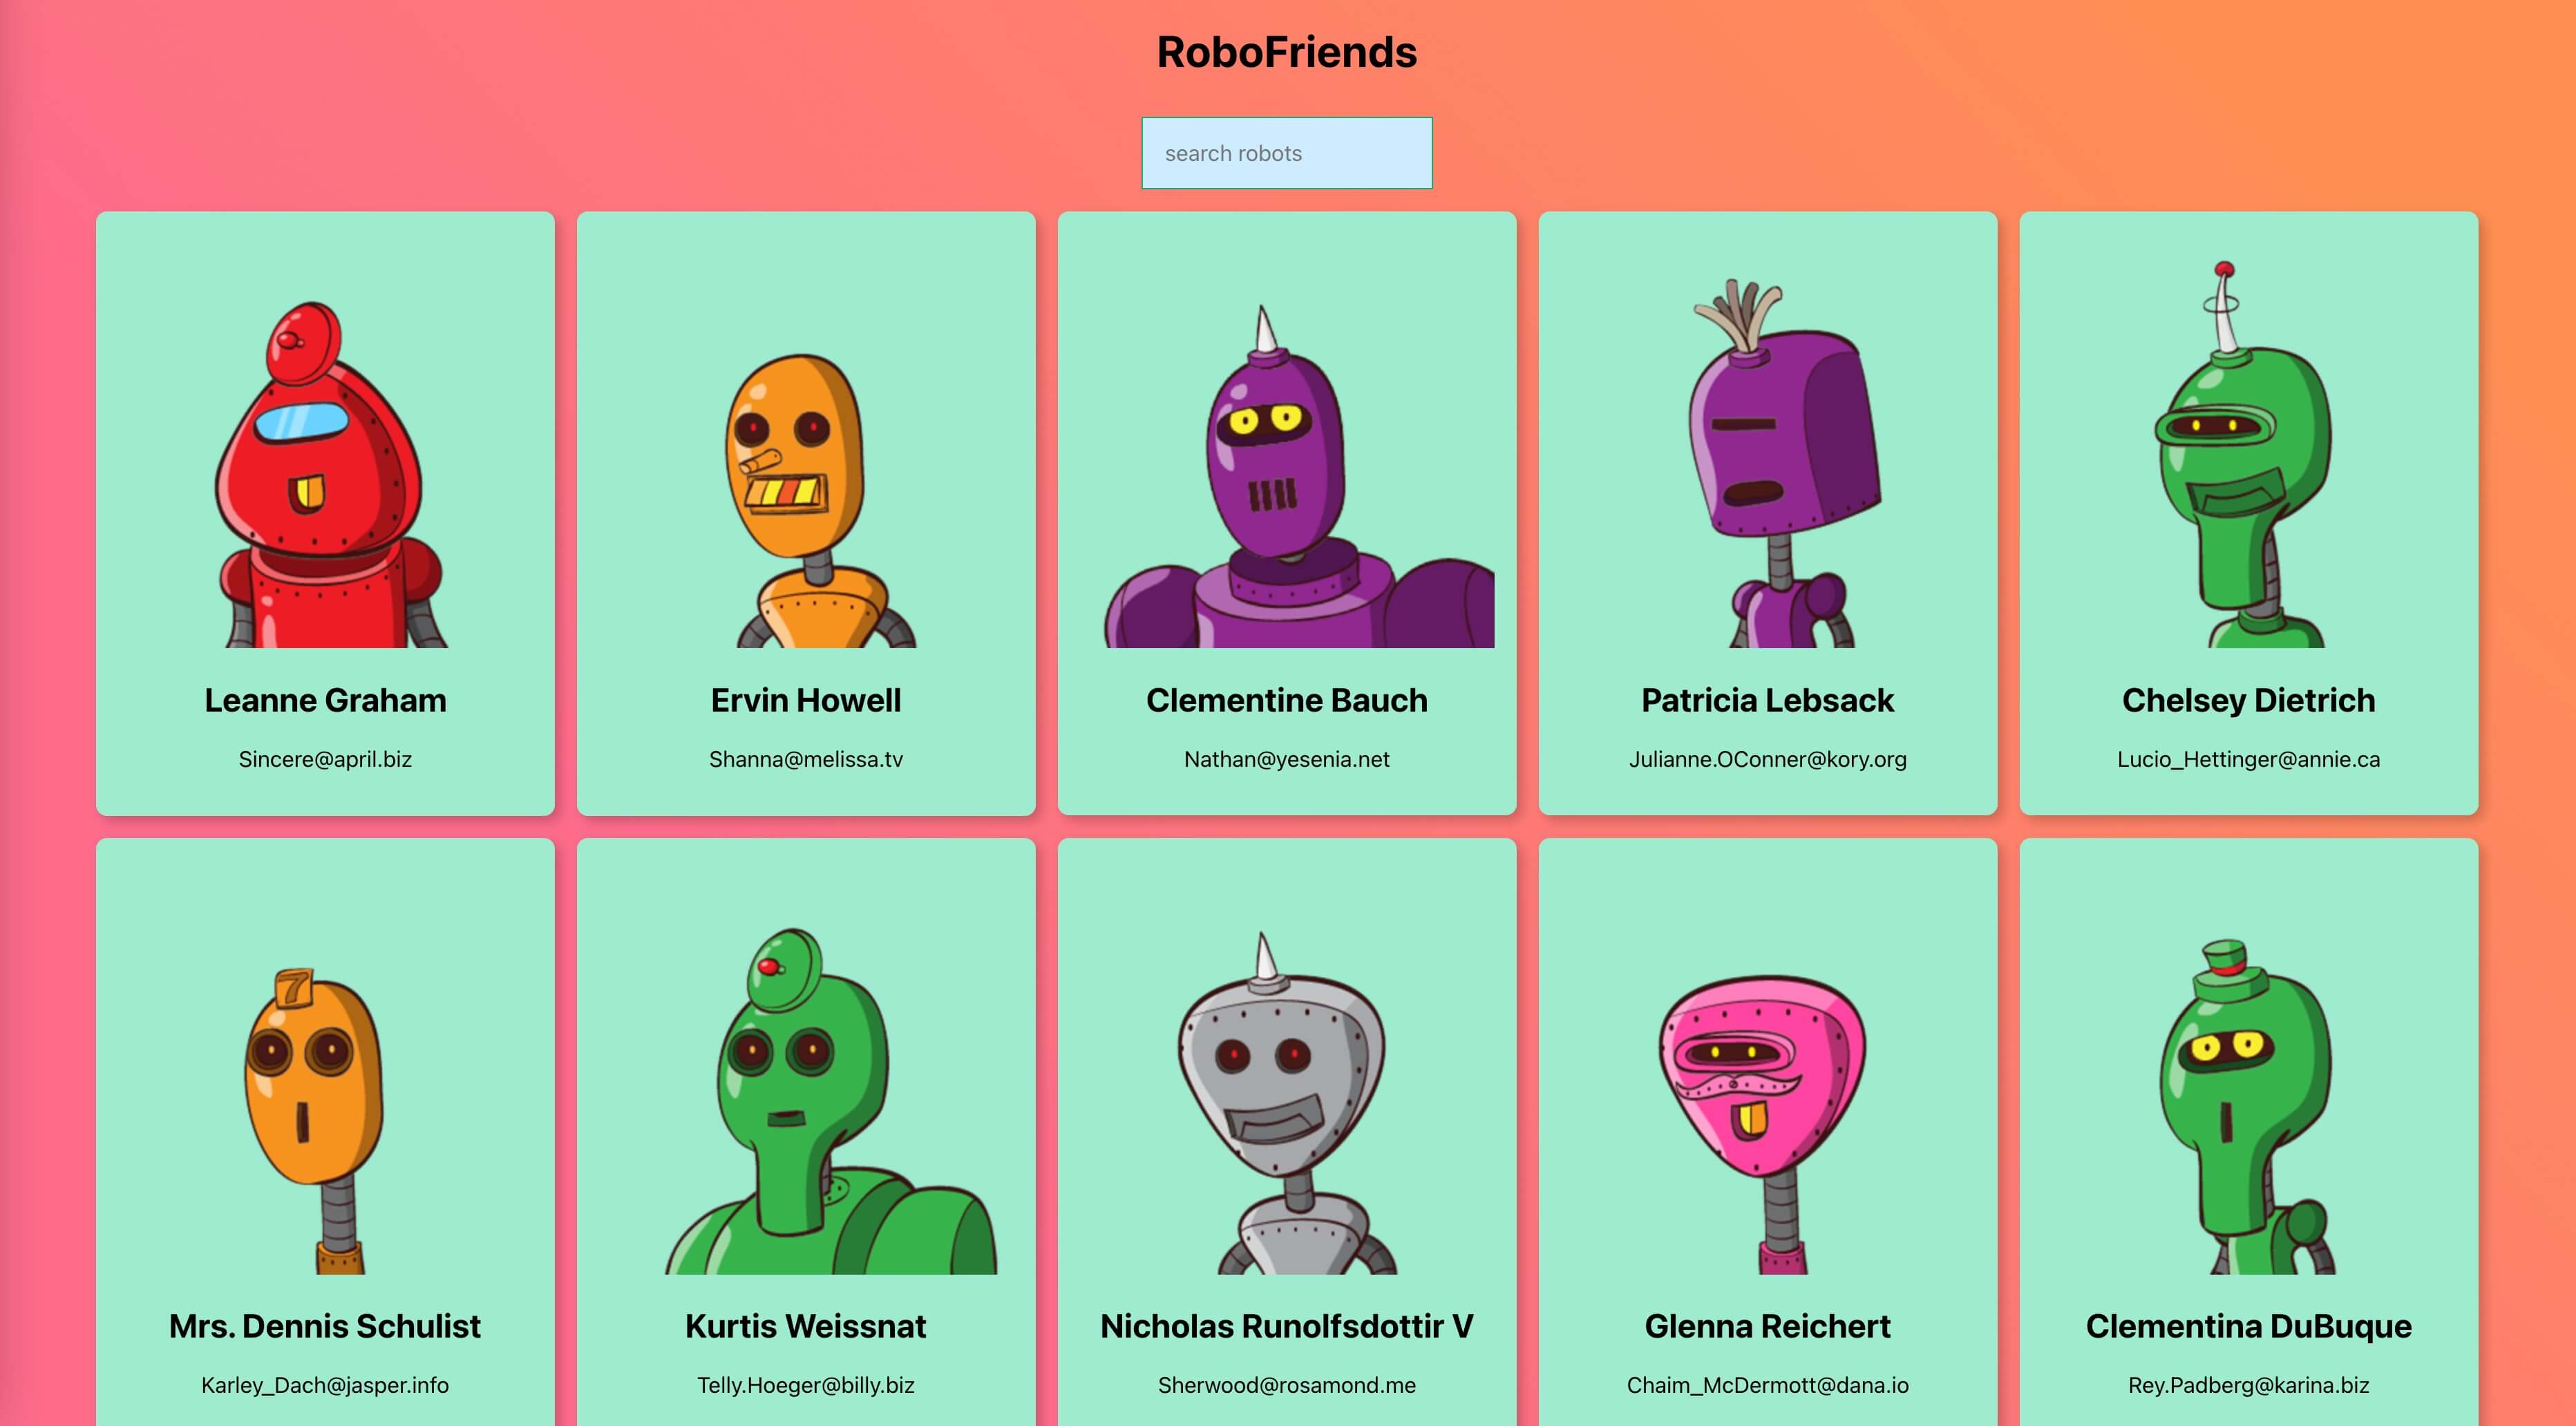 RoboFriends
search robots
Leanne Graham
Sincere@april.biz
Ervin Howell
Shanna@melissa.tv
Clementine Bauch
Nathan@yesenia.net
Patricia Lebsack
Julianne.OConner@kory.org
Chelsey Dietrich
Lucio_Hettinger@annie.ca
7
Mrs. Dennis Schulist
Karley_Dach@jasper.info
Kurtis Weissnat
Telly.Hoeger@billy.biz
Nicholas Runolfsdottir V
Sherwood@rosamond.me
Glenna Reichert
Chaim_McDermott@dana.io
Clementina DuBuque
Rey.Padberg@karina.biz